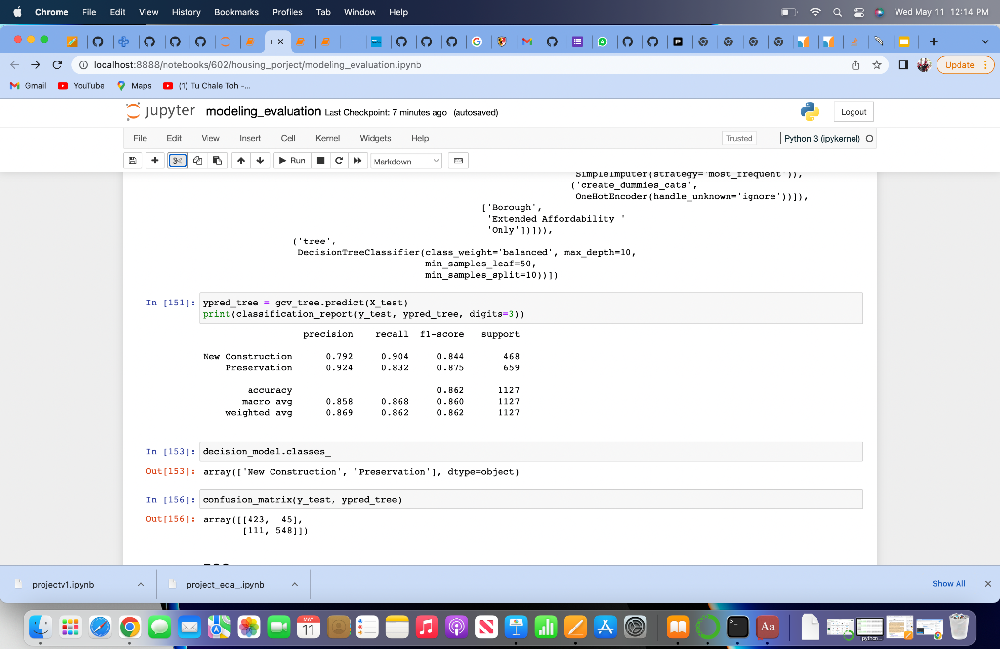 Chrome File Edit View History Bookmarks Profiles Tab Window Help Wed May 11 12:14 PM
localhost:8888/notebooks/602/housing_porject/modeling_evaluation.ipynb Update
Gmail YouTube Maps (1) Tu Chale Toh -...
jupyter modeling_evaluation Last Checkpoint: 7 minutes ago (autosaved) Logout
File Edit View Insert Cell Kernel Widgets Help Trusted Python 3 (ipykernel)
Run Markdown
SimpleImputer(strategy='most_frequent')),
('create_dummies_cats',
OneHotEncoder(handle_unknown='ignore'))]),
['Borough',
'Extended Affordability '
'Only'])])),
('tree',
DecisionTreeClassifier(class_weight='balanced', max_depth=10,
min_samples_leaf=50,
min_samples_split=10))])
In [151]: ypred_tree = gcv_tree.predict(X_test)
print(classification_report(y_test, ypred_tree, digits=3))
precision recall f1-score support
New Construction 0.792 0.904 0.844 468
Preservation 0.924 0.832 0.875 659
accuracy 0.862 1127
macro avg 0.858 0.868 0.860 1127
weighted avg 0.869 0.862 0.862 1127
In [153]: decision_model.classes_
Out[153]: array(['New Construction', 'Preservation'], dtype=object)
In [156]: confusion_matrix(y_test, ypred_tree)
Out[156]: array([[423, 45],
[111, 548]])
projectv1.ipynb project_eda_.ipynb Show All
MAY
11
Aa
python...